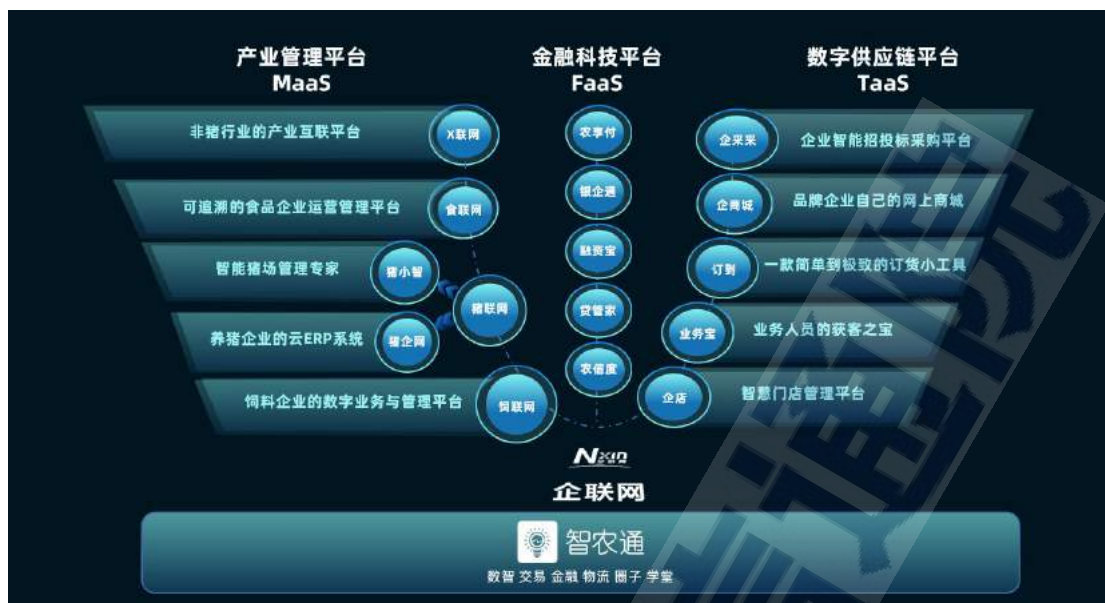 产业管理平台
MaaS
非猪行业的产业互联平台
X联网
可追溯的食品企业运营管理平台
食联网
智能猪场管理专家
猪小智
猪联网
养猪企业的云ERP系统
猪企网
饲料企业的数字业务与管理平台
饲联网
金融科技平台
FaaS
农享付
银企通
融资宝
贷管家
农信度
数字供应链平台
TaaS
企采采
企业智能招投标采购平台
企商城
品牌企业自己的网上商城
订到
一款简单到极致的订货小工具
业务宝
业务人员的获客之宝
企店
智慧门店管理平台
Nxin
企联网
智农通
数智 交易 金融 物流 圈子 学堂